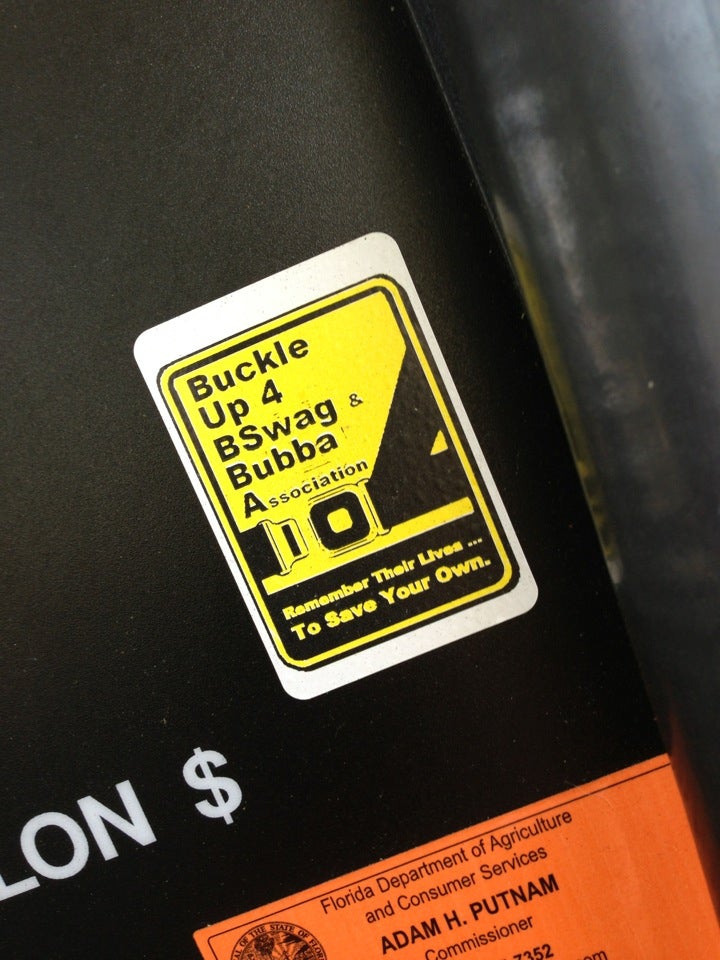 Buckle
Up 4
BSwag &
Bubba
Association
Remember Their Lives ...
To Save Your Own.
LON $
Florida Department of Agriculture
and Consumer Services
ADAM H. PUTNAM
Commissioner
7352